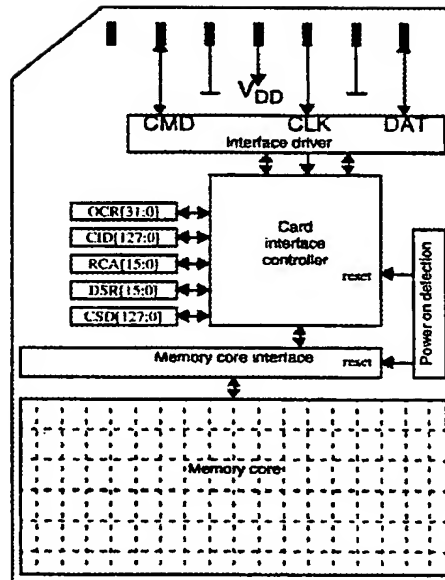 VDD
CMD CLK DAT
Interface driver
OCR[31:0]
CID[127:0]
RCA[15:0]
DSR[15:0]
CSD[127:0]
Card
interface
controller
reset
Power on detection
Memory core interface
reset
Memory core